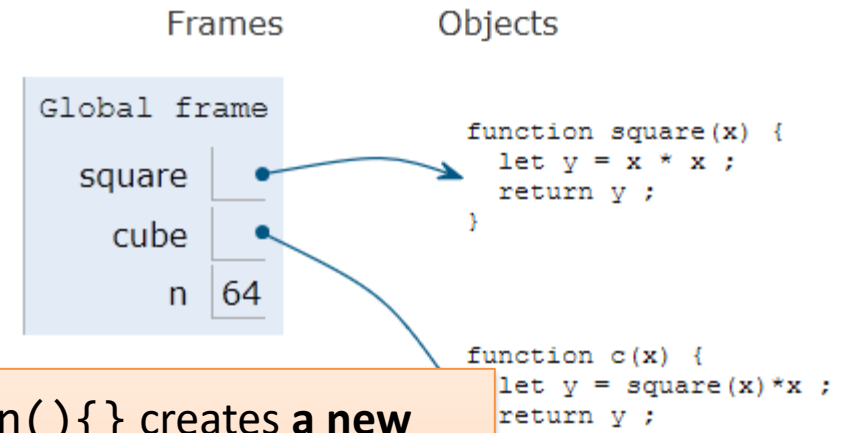 Frames Objects
Global frame
square
cube
n 64
function square(x) {
let y = x * x ;
return y ;
}
function c(x) {
let y = square(x)*x ;
return y ;
n(){} creates a new